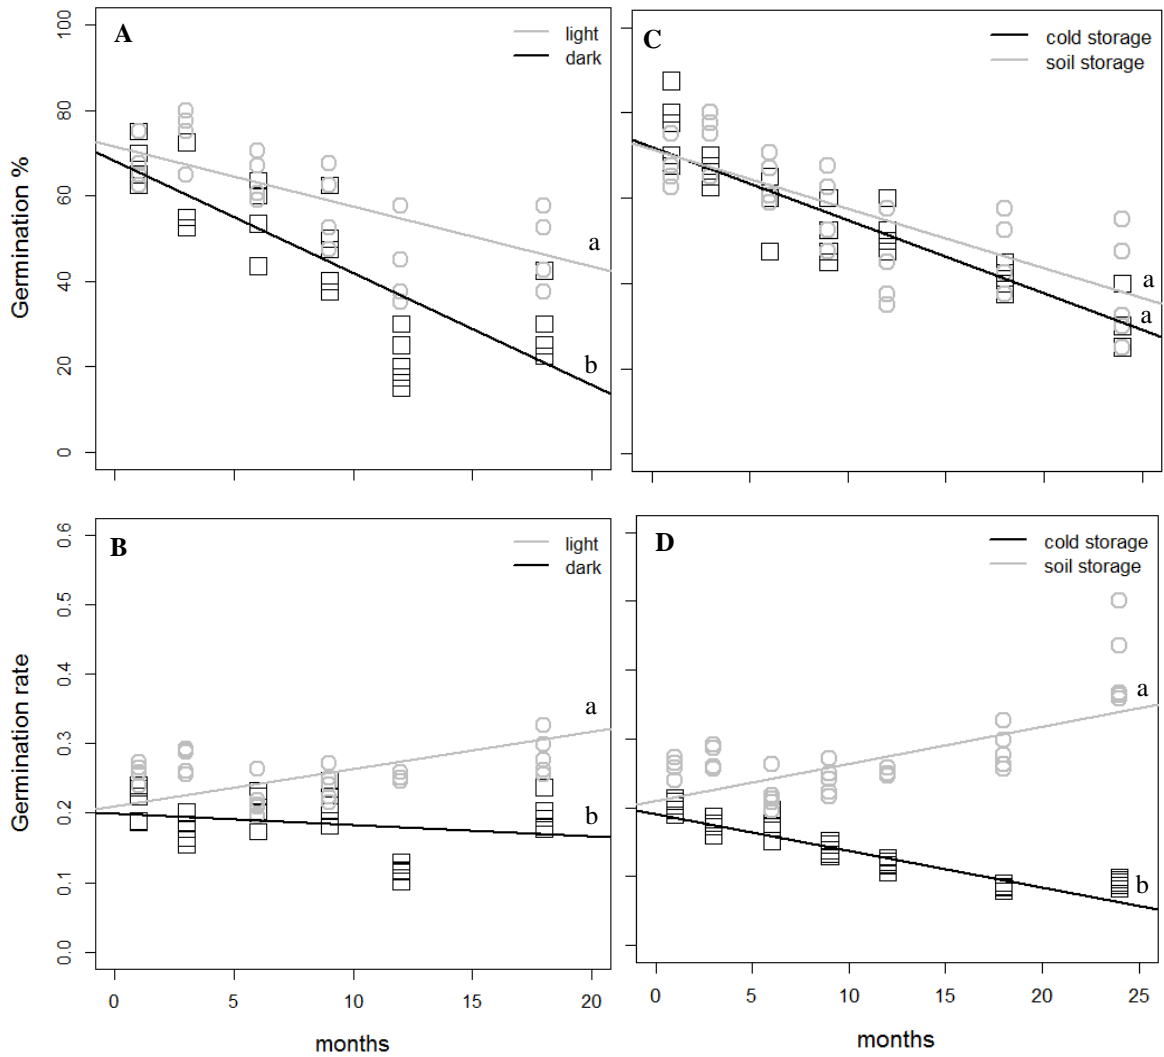 A
light
dark
100
80
60
40
20
0
Germination %
a
b
C
cold storage
soil storage
a
a
B
light
dark
0.6
0.5
0.4
0.3
0.2
0.1
0.0
Germination rate
a
b
0 5 10 15 20
months
D
cold storage
soil storage
a
b
0 5 10 15 20 25
months